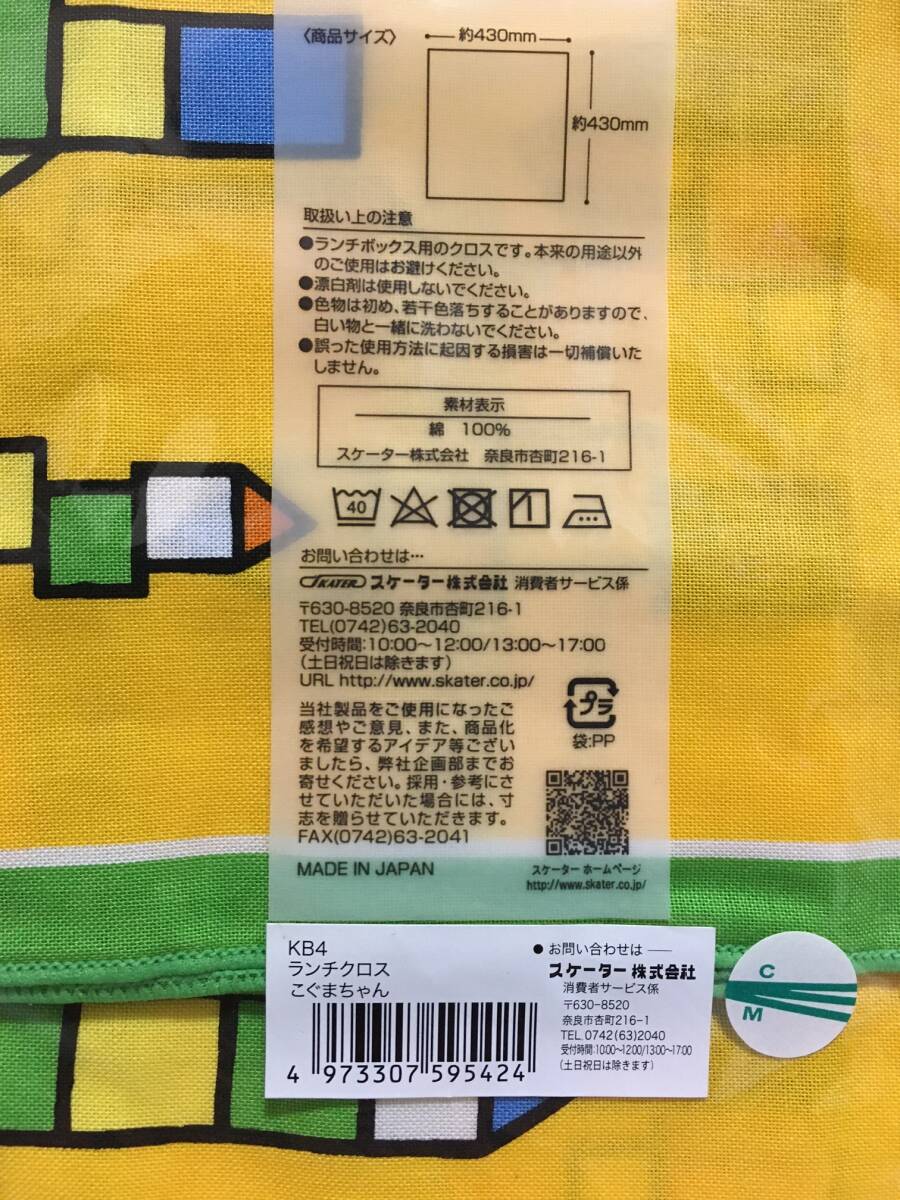 〈商品サイズ〉
約430mm
約430mm
取扱い上の注意
●ランチボックス用のクロスです。本来の用途以外
のご使用はお避けください。
●漂白剤は使用しないでください。
●色物は初め、若干色落ちすることがありますので、
白い物と一緒に洗わないでください。
●誤った使用方法に起因する損害は一切補償いた
しません。
素材表示
綿 100%
スケーター株式会社 奈良市杏町216-1
40
お問い合わせは…
SKATER スケーター株式会社 消費者サービス係
〒630-8520 奈良市杏町216-1
TEL(0742)63-2040
受付時間:10:00〜12:00/13:00〜17:00
(土日祝日は除きます)
URL http://www.skater.co.jp/
当社製品をご使用になったご
感想やご意見、また、商品化
を希望するアイデア等ござい
ましたら、弊社企画部までお
寄せください。採用・参考にさ
せていただいた場合には、寸
志を贈らせていただきます。
FAX(0742)63-2041
MADE IN JAPAN
プラ
袋:PP
スケーター ホームページ
http://www.skater.co.jp/
KB4
ランチクロス
こぐまちゃん
4 973307 595424
● お問い合わせは
スケーター株式会社
消費者サービス係
〒630-8520
奈良市杏町216-1
TEL.0742(63)2040
受付時間:10:00〜12:00/13:00〜17:00
(土日祝日は除きます)
C
M